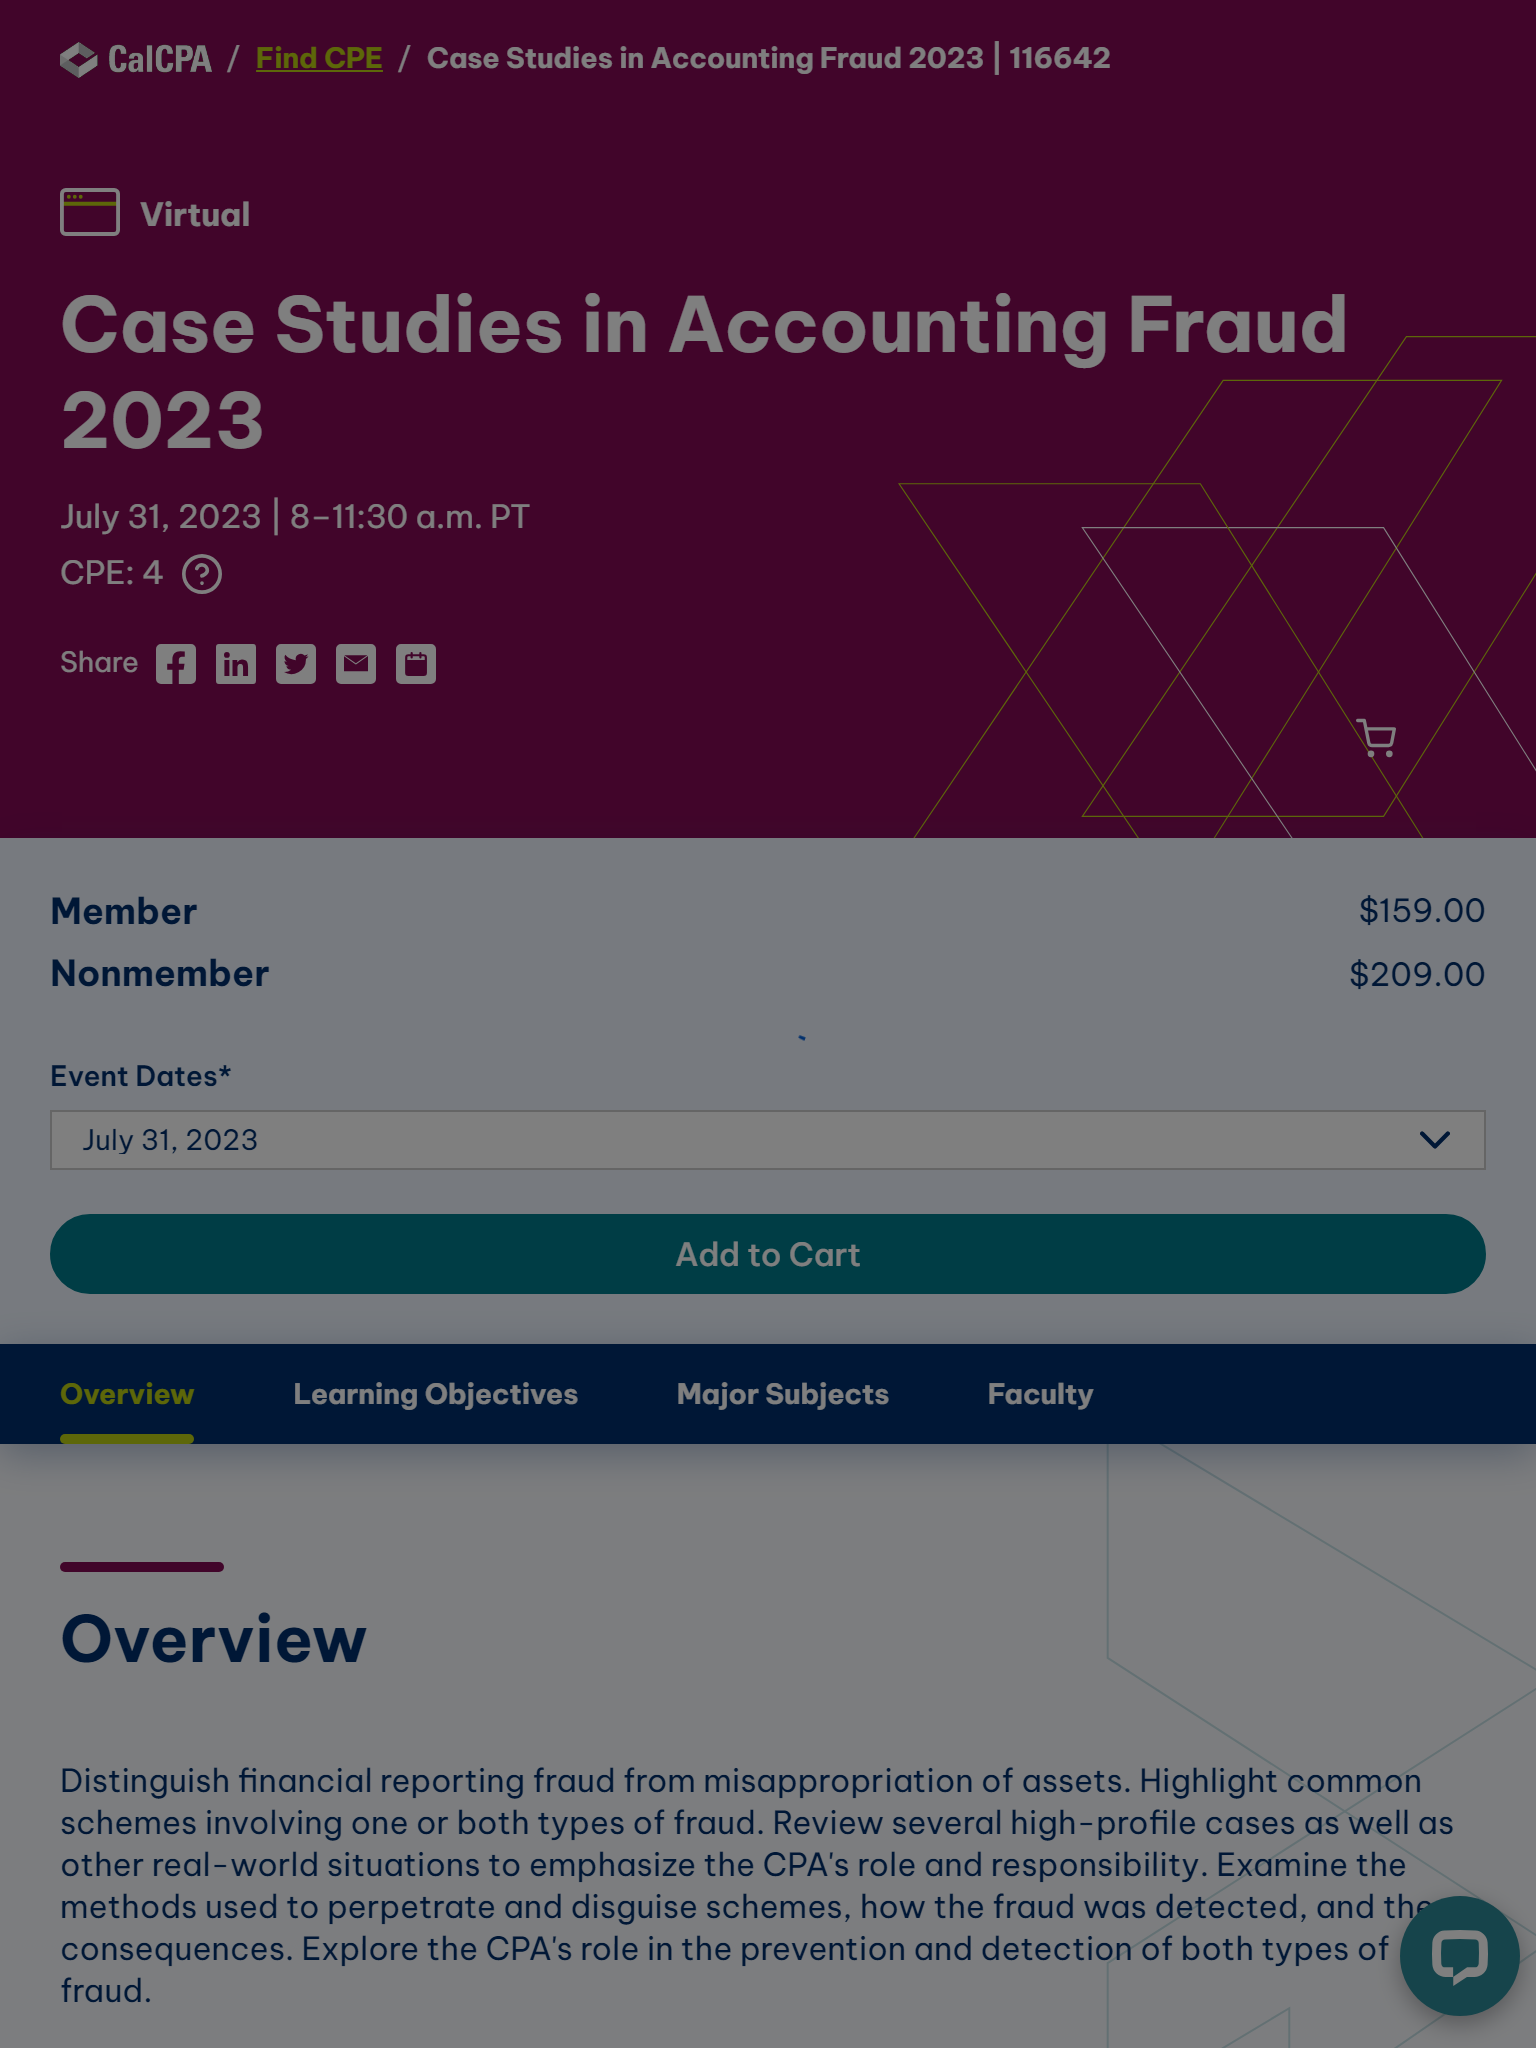 CalCPA / Find CPE / Case Studies in Accounting Fraud 2023 | 116642
Virtual
Case Studies in Accounting Fraud
2023
July 31, 2023 | 8–11:30 a.m. PT
CPE: 4 ?
Share
Member $159.00
Nonmember $209.00
Event Dates*
July 31, 2023
Add to Cart
Overview Learning Objectives Major Subjects Faculty
Overview
Distinguish financial reporting fraud from misappropriation of assets. Highlight common
schemes involving one or both types of fraud. Review several high-profile cases as well as
other real-world situations to emphasize the CPA's role and responsibility. Examine the
methods used to perpetrate and disguise schemes, how the fraud was detected, and the
consequences. Explore the CPA's role in the prevention and detection of both types of
fraud.